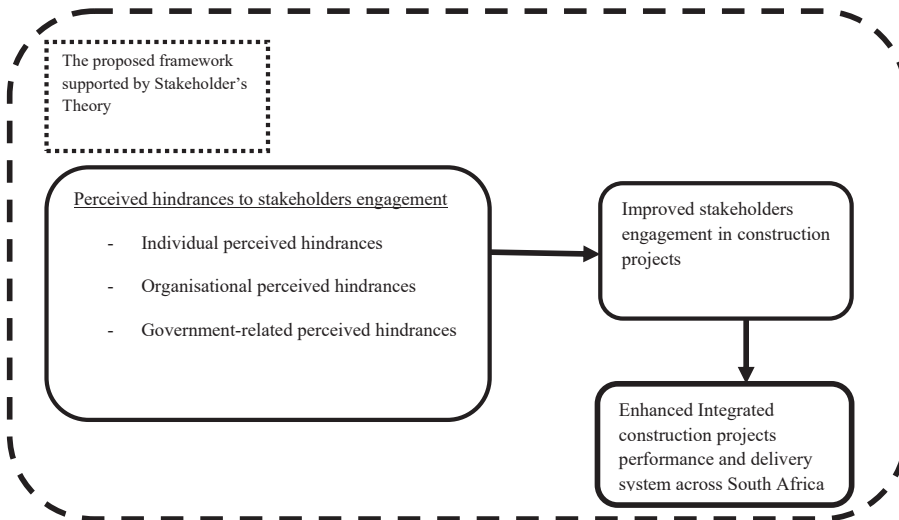 The proposed framework
supported by Stakeholder's
Theory
Perceived hindrances to stakeholders engagement
- Individual perceived hindrances
- Organisational perceived hindrances
- Government-related perceived hindrances
Improved stakeholders
engagement in construction
projects
Enhanced Integrated
construction projects
performance and delivery
system across South Africa